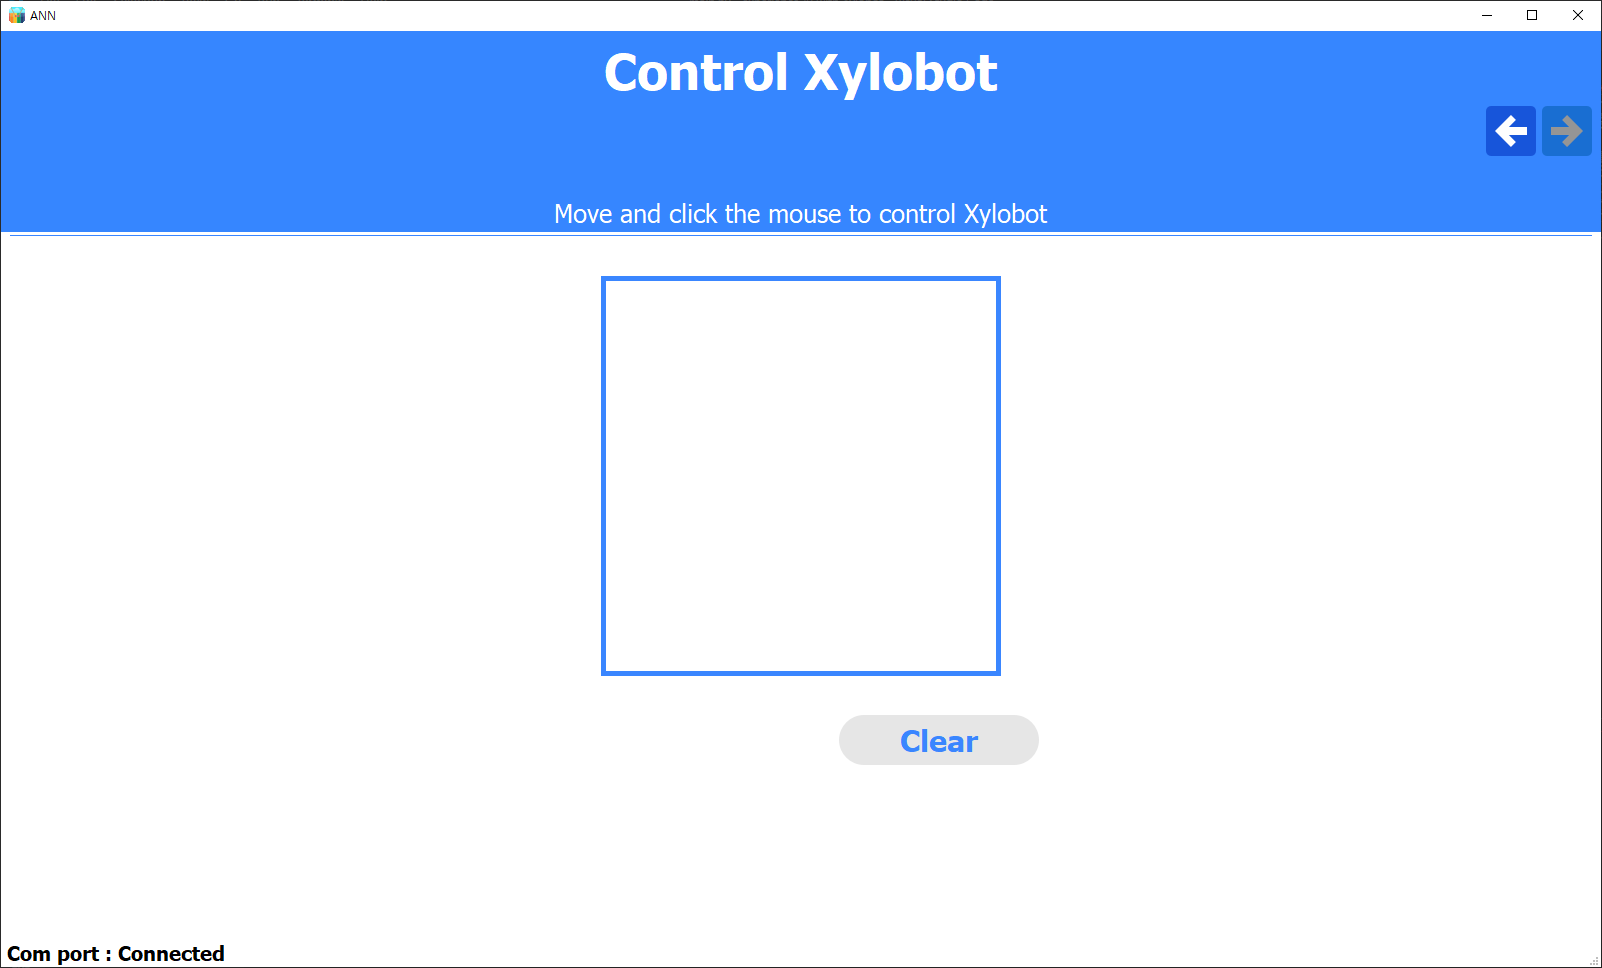 ANN
Control Xylobot
Move and click the mouse to control Xylobot
Clear
Com port : Connected